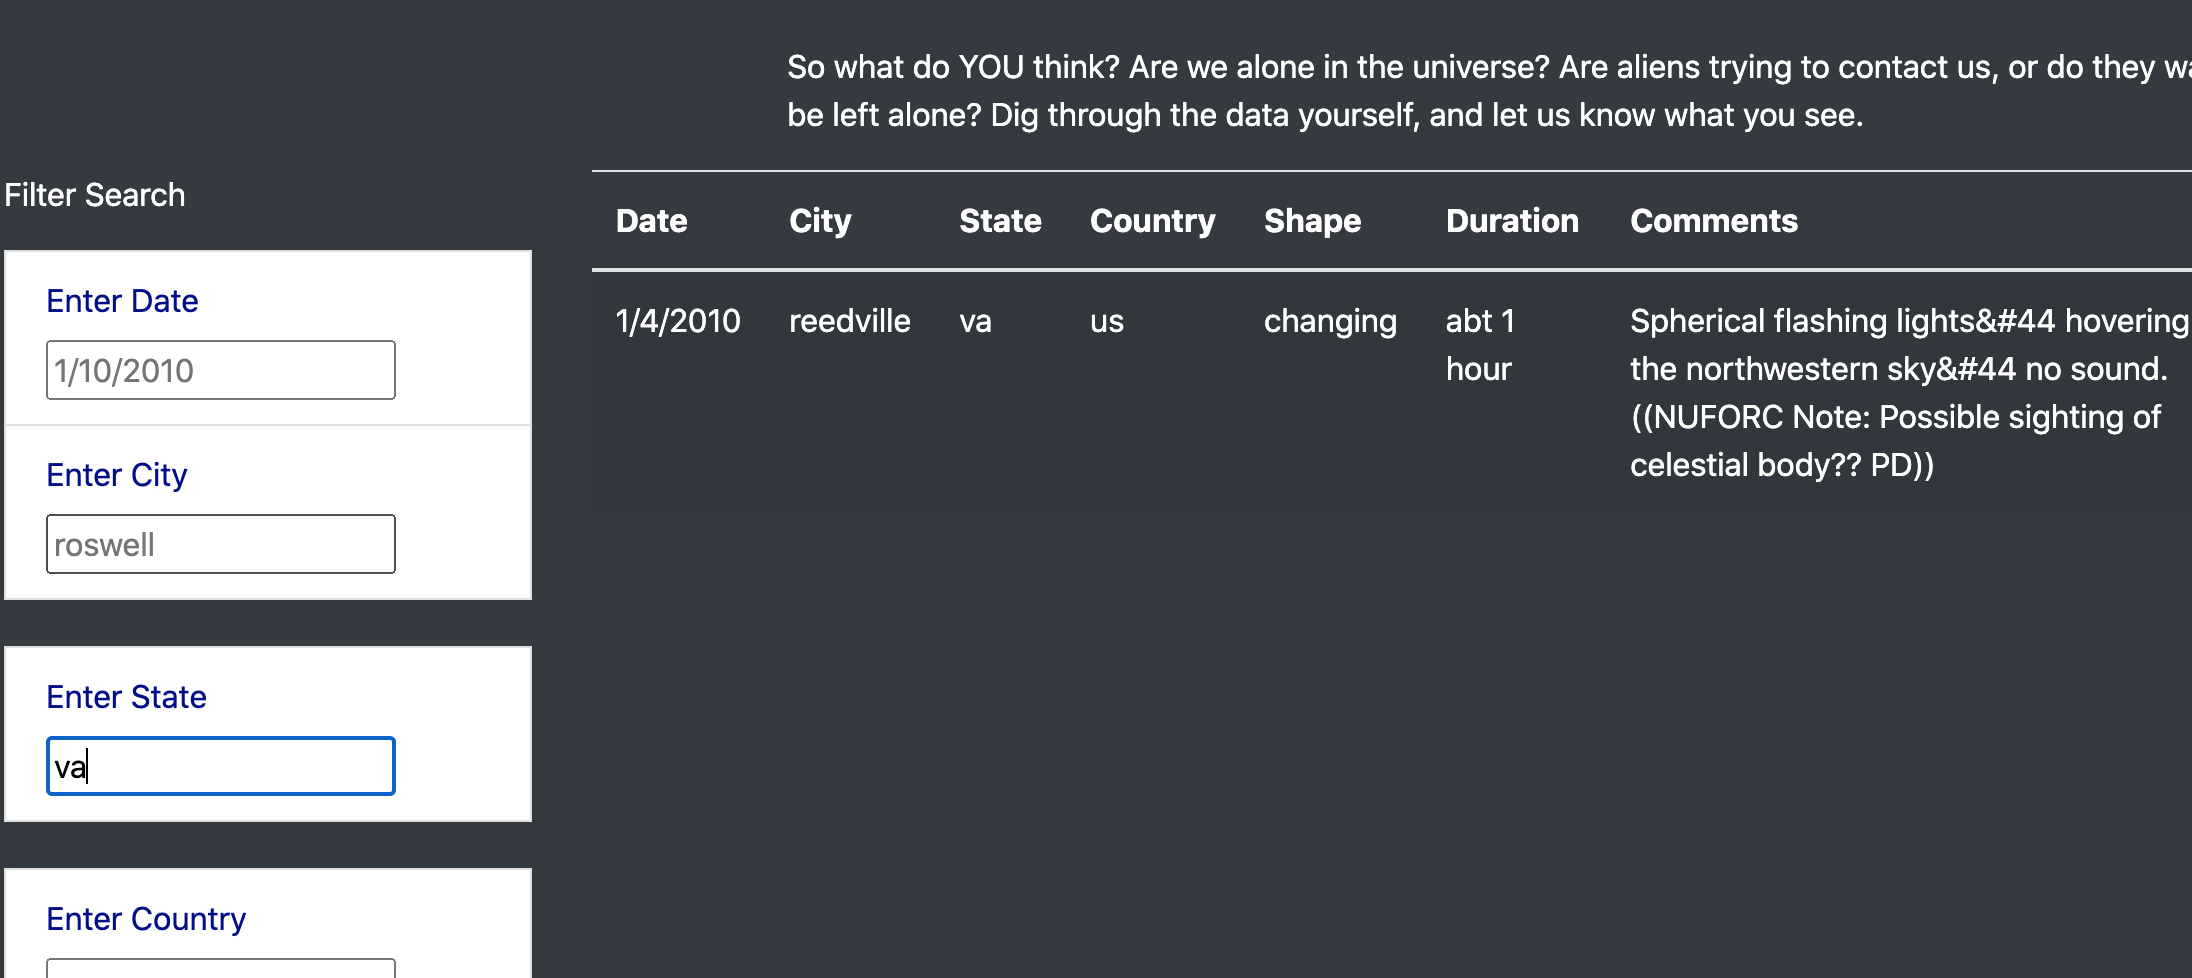 So what do YOU think? Are we alone in the universe? Are aliens trying to contact us, or do they
be left alone? Dig through the data yourself, and let us know what you see.
Filter Search
Enter Date
1/10/2010
Enter City
roswell
Enter State
va
Enter Country
Date City State Country Shape Duration Comments
1/4/2010 reedville va us changing abt 1 Spherical flashing lights&#44 hovering
hour the northwestern sky&#44 no sound.
((NUFORC Note: Possible sighting of
celestial body?? PD))